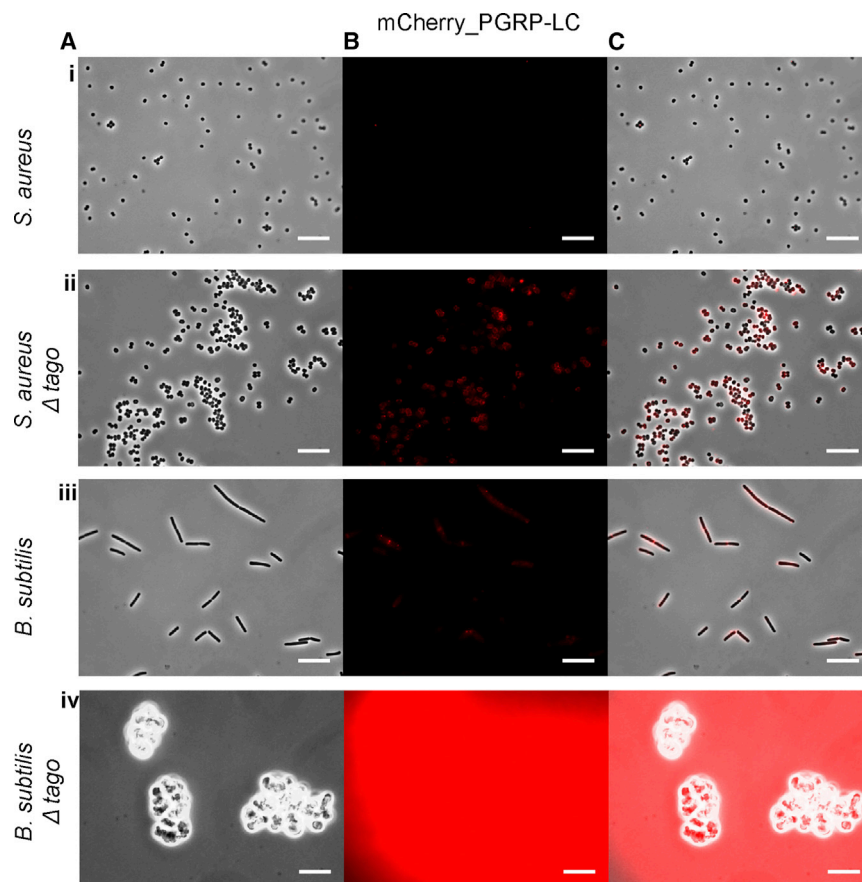 mCherry_PGRP-LC
A
B
C
i
S. aureus
ii
S. aureus
Δ tago
iii
B. subtilis
iv
B. subtilis
Δ tago